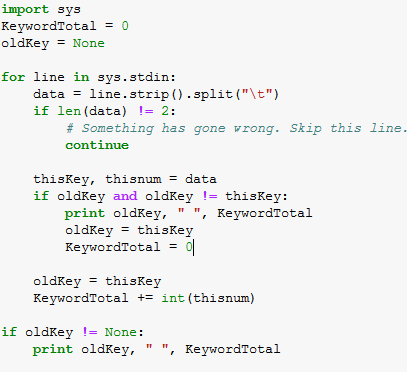 import sys
KeywordTotal = 0
oldKey = None

for line in sys.stdin:
    data = line.strip().split("\t")
    if len(data) != 2:
        # Something has gone wrong. Skip this line.
        continue

    thisKey, thisnum = data
    if oldKey and oldKey != thisKey:
        print oldKey, " ", KeywordTotal
        oldKey = thisKey
        KeywordTotal = 0

    oldKey = thisKey
    KeywordTotal += int(thisnum)

if oldKey != None:
    print oldKey, " ", KeywordTotal